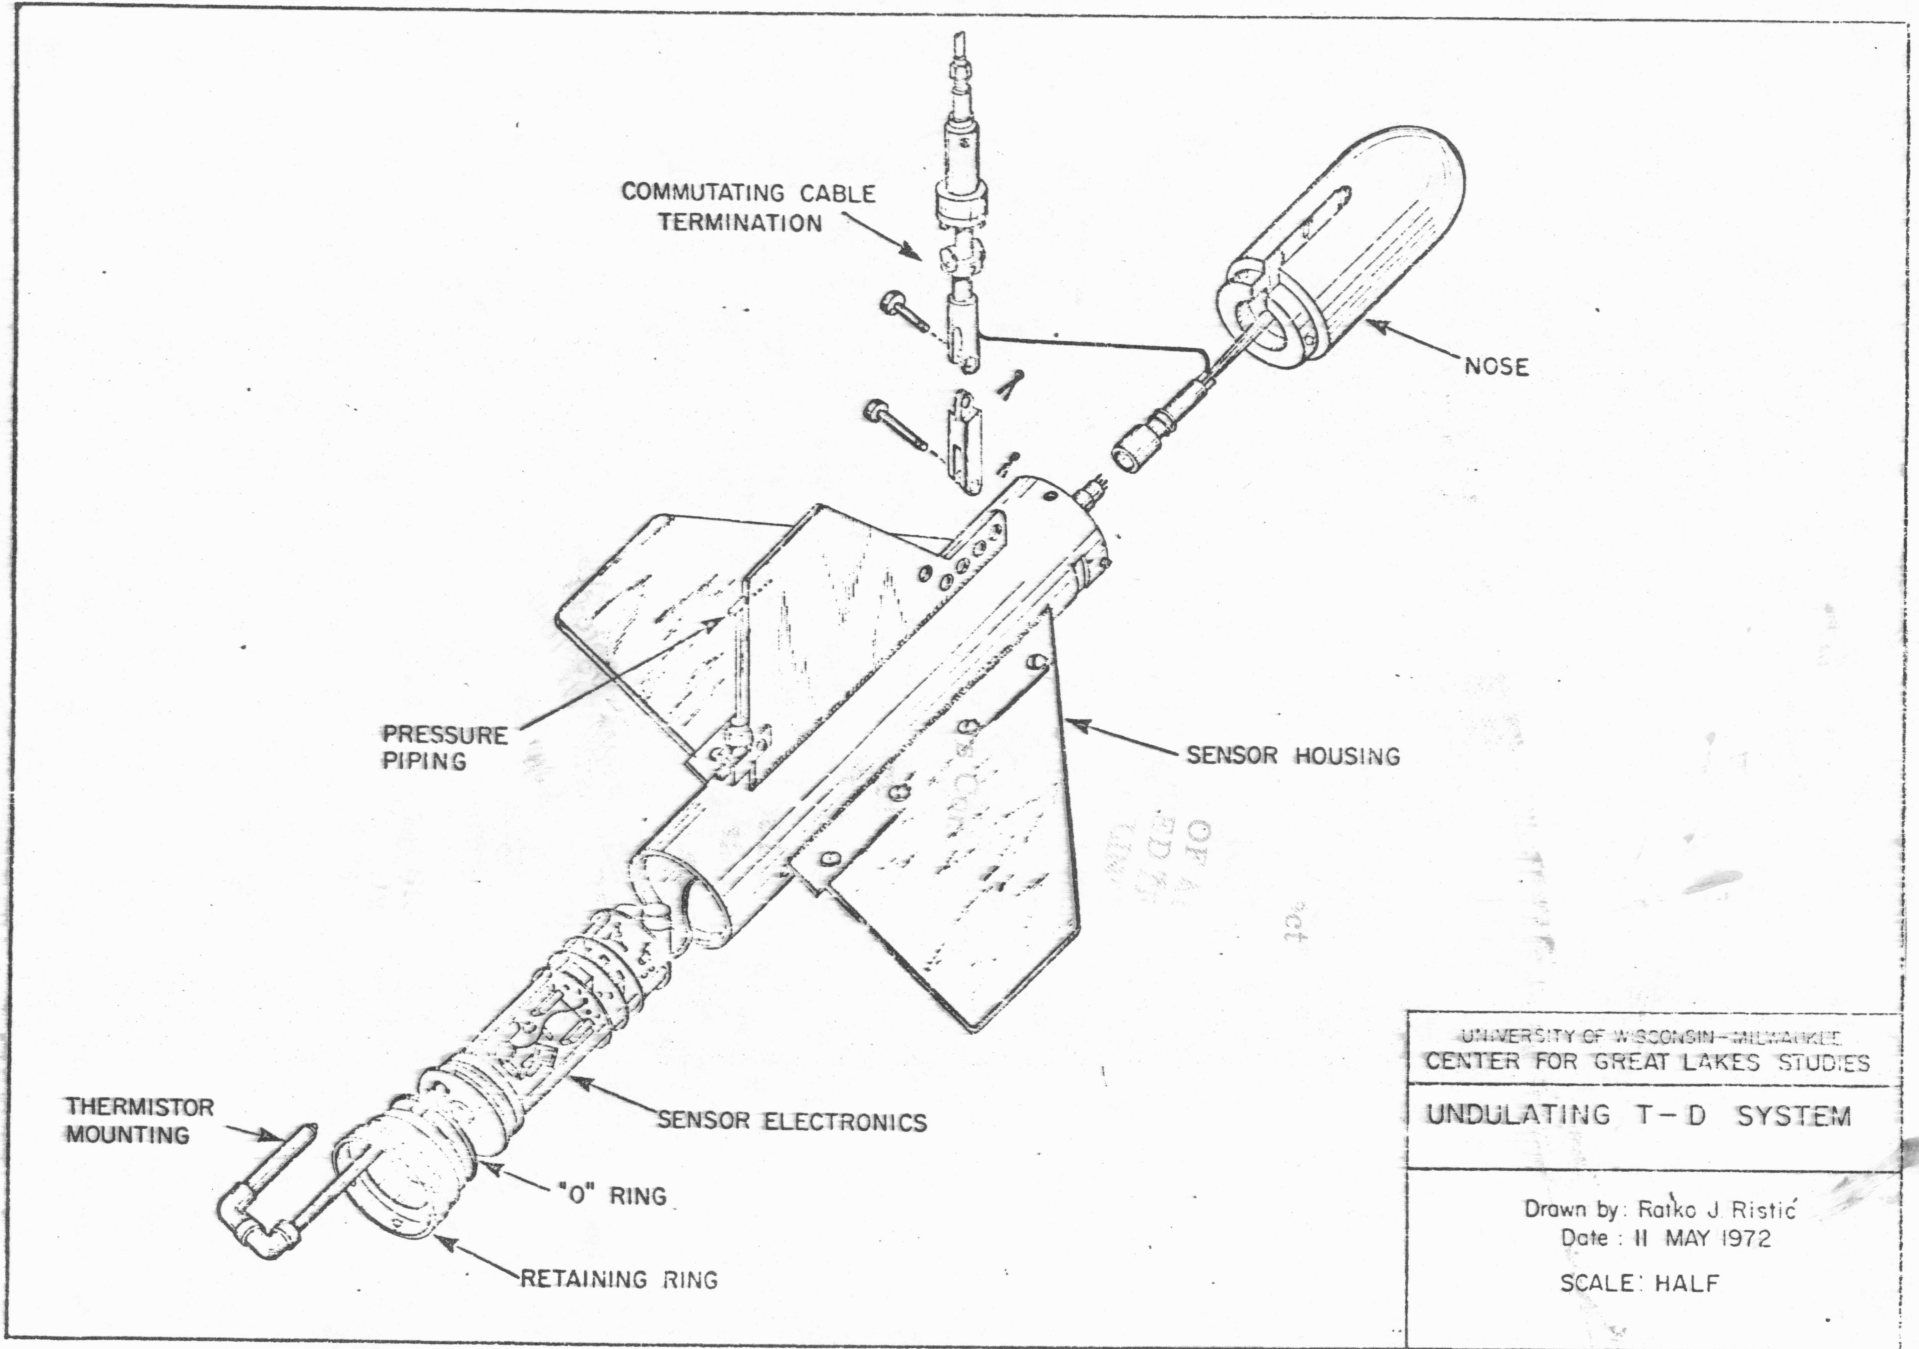 COMMUTATING CABLE
TERMINATION
NOSE
PRESSURE
PIPING
SENSOR HOUSING
THERMISTOR
MOUNTING
SENSOR ELECTRONICS
"O" RING
RETAINING RING
UNIVERSITY OF WISCONSIN-MILWAUKEE
CENTER FOR GREAT LAKES STUDIES
UNDULATING T-D SYSTEM
Drawn by: Ratko J. Ristić
Date: 11 MAY 1972
SCALE: HALF